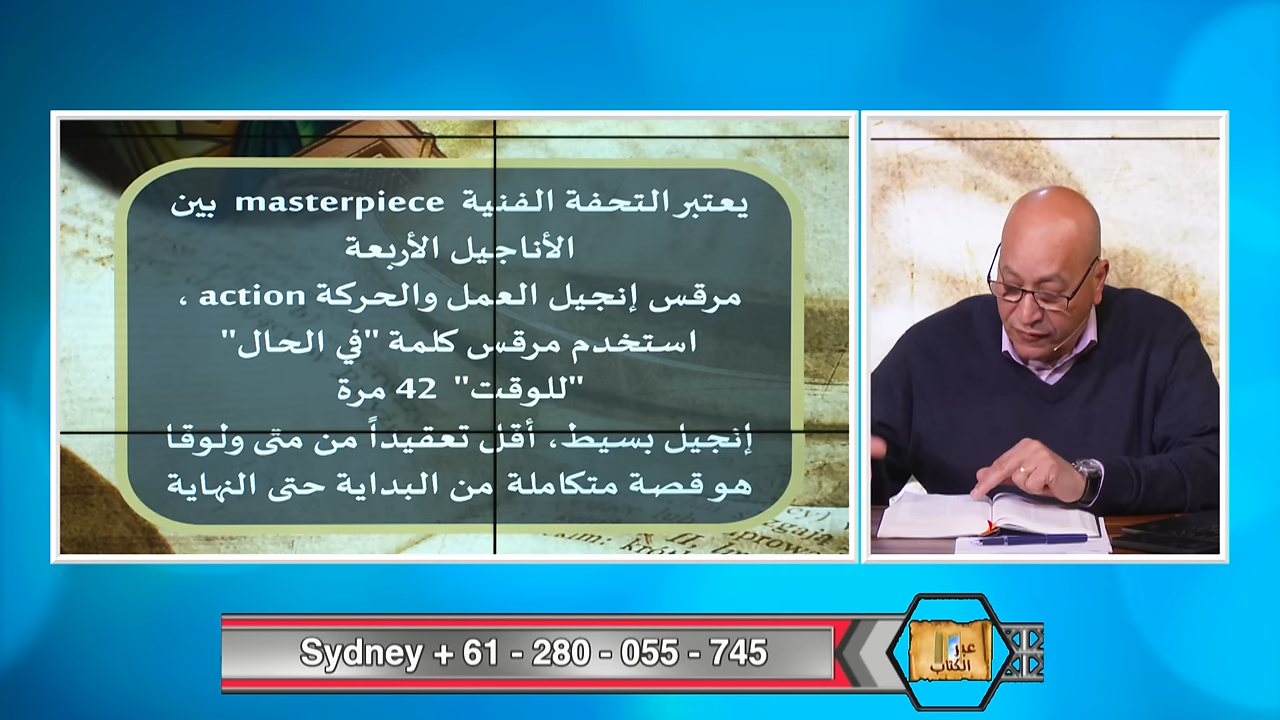 يعتبر التحفة الفنية masterpiece بين
الأناجيل الأربعة
مرقس إنجيل العمل والحركة action ،
استخدم مرقس كلمة "في الحال"
"للوقت" 42 مرة
إنجيل بسيط، أقل تعقيداً من متى ولوقا
هو قصة متكاملة من البداية حتى النهاية
Sydney + 61 - 280 - 055 - 745
عبر
الكتاب